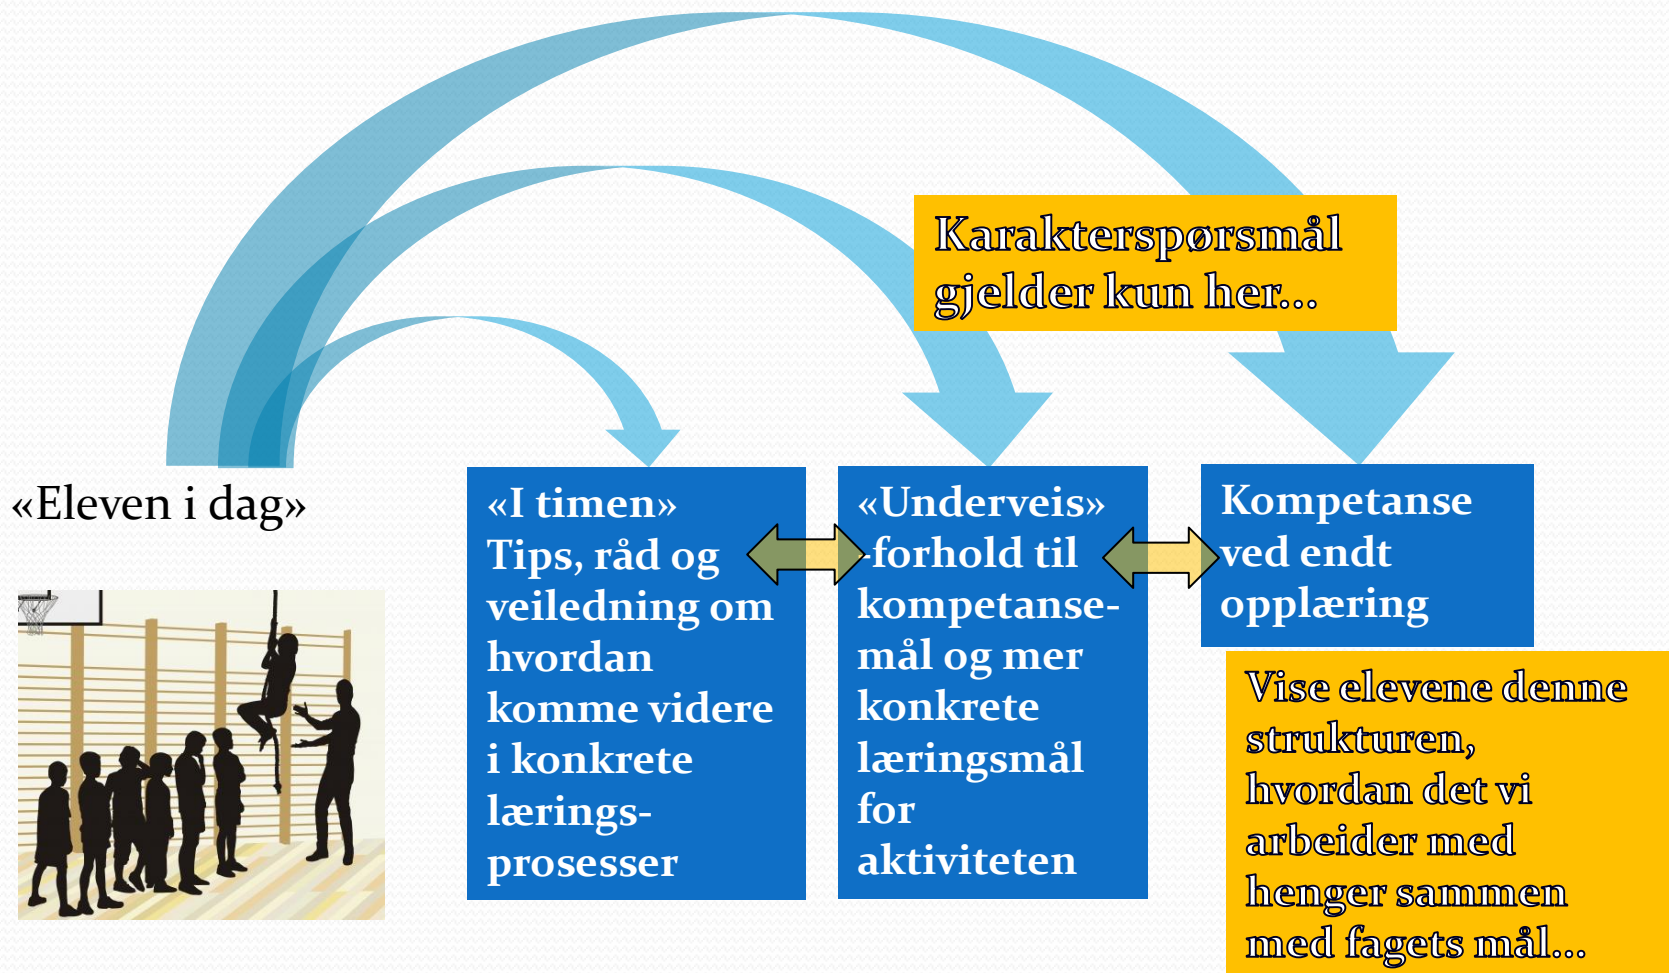 Karakterspørsmål
gjelder kun her...
«Eleven i dag»
«I timen»
Tips, råd og
veiledning om
hvordan
komme videre
i konkrete
lærings-
prosesser
«Underveis»
-forhold til
kompetanse-
mål og mer
konkrete
læringsmål
for
aktiviteten
Kompetanse
ved endt
opplæring
Vise elevene denne
strukturen,
hvordan det vi
arbeider med
henger sammen
med fagets mål...